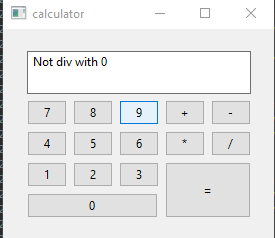 calculator
Not div with 0
7 8 9 + -
4 5 6 * /
1 2 3
=
0